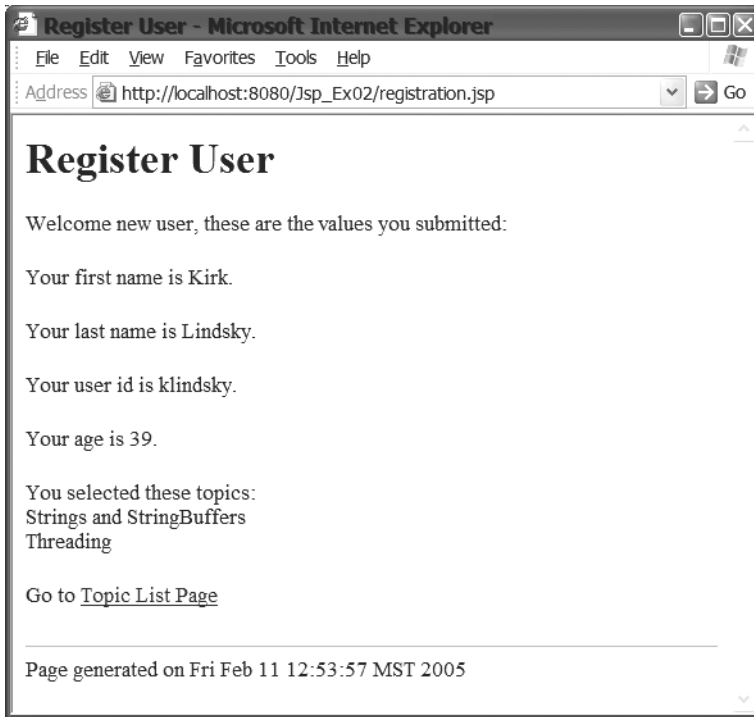 Register User - Microsoft Internet Explorer
File Edit View Favorites Tools Help
Address http://localhost:8080/Jsp_Ex02/registration.jsp Go
Register User
Welcome new user, these are the values you submitted:
Your first name is Kirk.
Your last name is Lindsky.
Your user id is klindsky.
Your age is 39.
You selected these topics:
Strings and StringBuffers
Threading
Go to Topic List Page
Page generated on Fri Feb 11 12:53:57 MST 2005